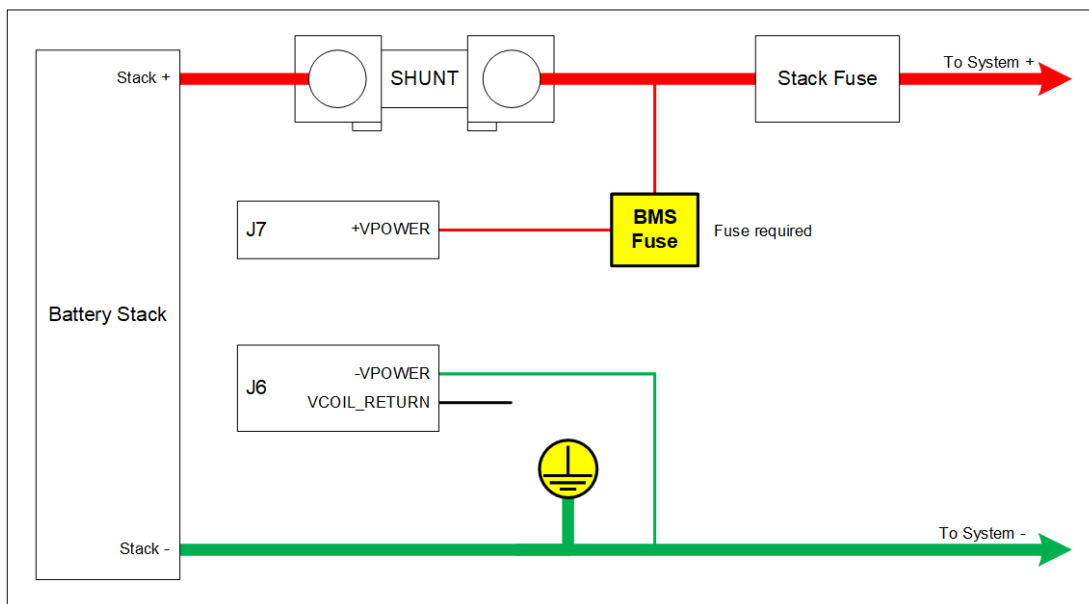 Stack +
SHUNT
Stack Fuse
To System +
J7
+VPOWER
BMS
Fuse
Fuse required
Battery Stack
J6
-VPOWER
VCOIL_RETURN
Stack -
To System -